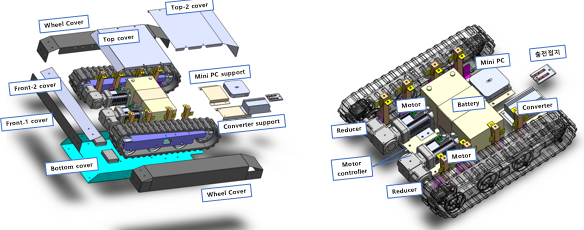 Top-2 cover
Wheel Cover
Top cover
Mini PC support
Front-2 cover
Front-1 cover
Converter support
Bottom cover
Wheel Cover
Mini PC
충전접지
Motor
Battery
Converter
Reducer
Motor
Motor
controller
Reducer